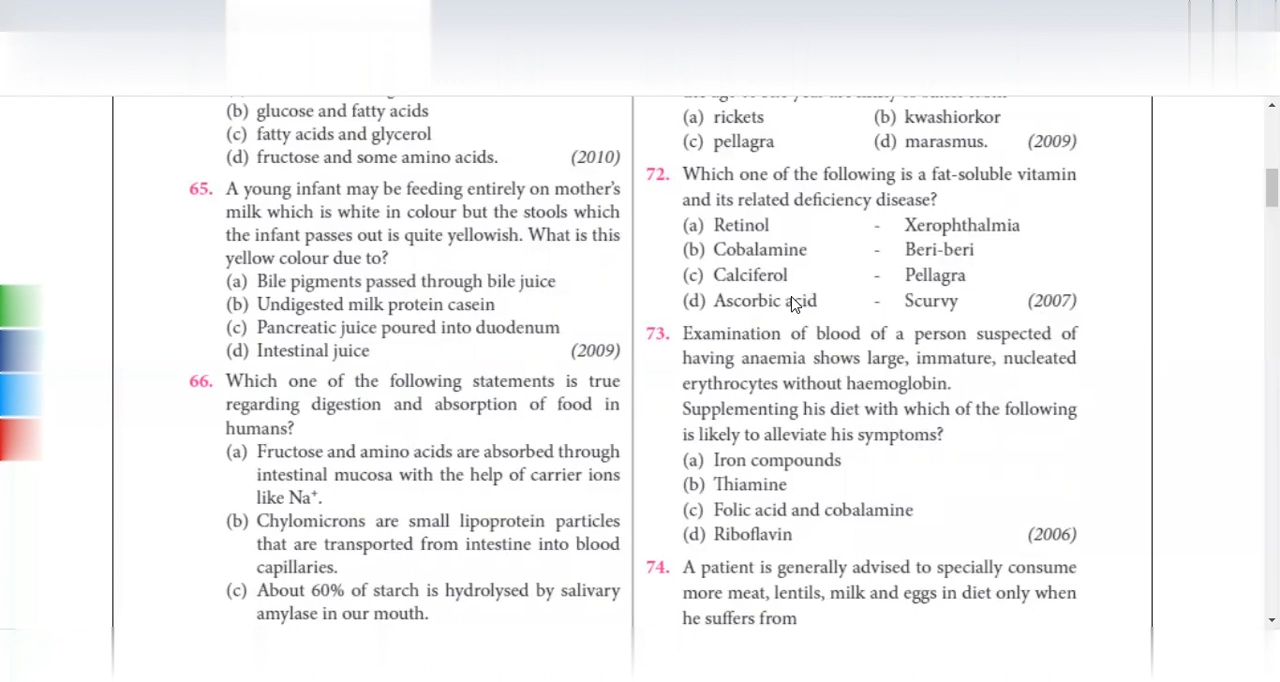 (b) glucose and fatty acids
(c) fatty acids and glycerol
(d) fructose and some amino acids. (2010)
65. A young infant may be feeding entirely on mother's
milk which is white in colour but the stools which
the infant passes out is quite yellowish. What is this
yellow colour due to?
(a) Bile pigments passed through bile juice
(b) Undigested milk protein casein
(c) Pancreatic juice poured into duodenum
(d) Intestinal juice (2009)
66. Which one of the following statements is true
regarding digestion and absorption of food in
humans?
(a) Fructose and amino acids are absorbed through
intestinal mucosa with the help of carrier ions
like Na⁺.
(b) Chylomicrons are small lipoprotein particles
that are transported from intestine into blood
capillaries.
(c) About 60% of starch is hydrolysed by salivary
amylase in our mouth.
(a) rickets (b) kwashiorkor
(c) pellagra (d) marasmus. (2009)
72. Which one of the following is a fat-soluble vitamin
and its related deficiency disease?
(a) Retinol - Xerophthalmia
(b) Cobalamine - Beri-beri
(c) Calciferol - Pellagra
(d) Ascorbic acid - Scurvy (2007)
73. Examination of blood of a person suspected of
having anaemia shows large, immature, nucleated
erythrocytes without haemoglobin.
Supplementing his diet with which of the following
is likely to alleviate his symptoms?
(a) Iron compounds
(b) Thiamine
(c) Folic acid and cobalamine
(d) Riboflavin (2006)
74. A patient is generally advised to specially consume
more meat, lentils, milk and eggs in diet only when
he suffers from